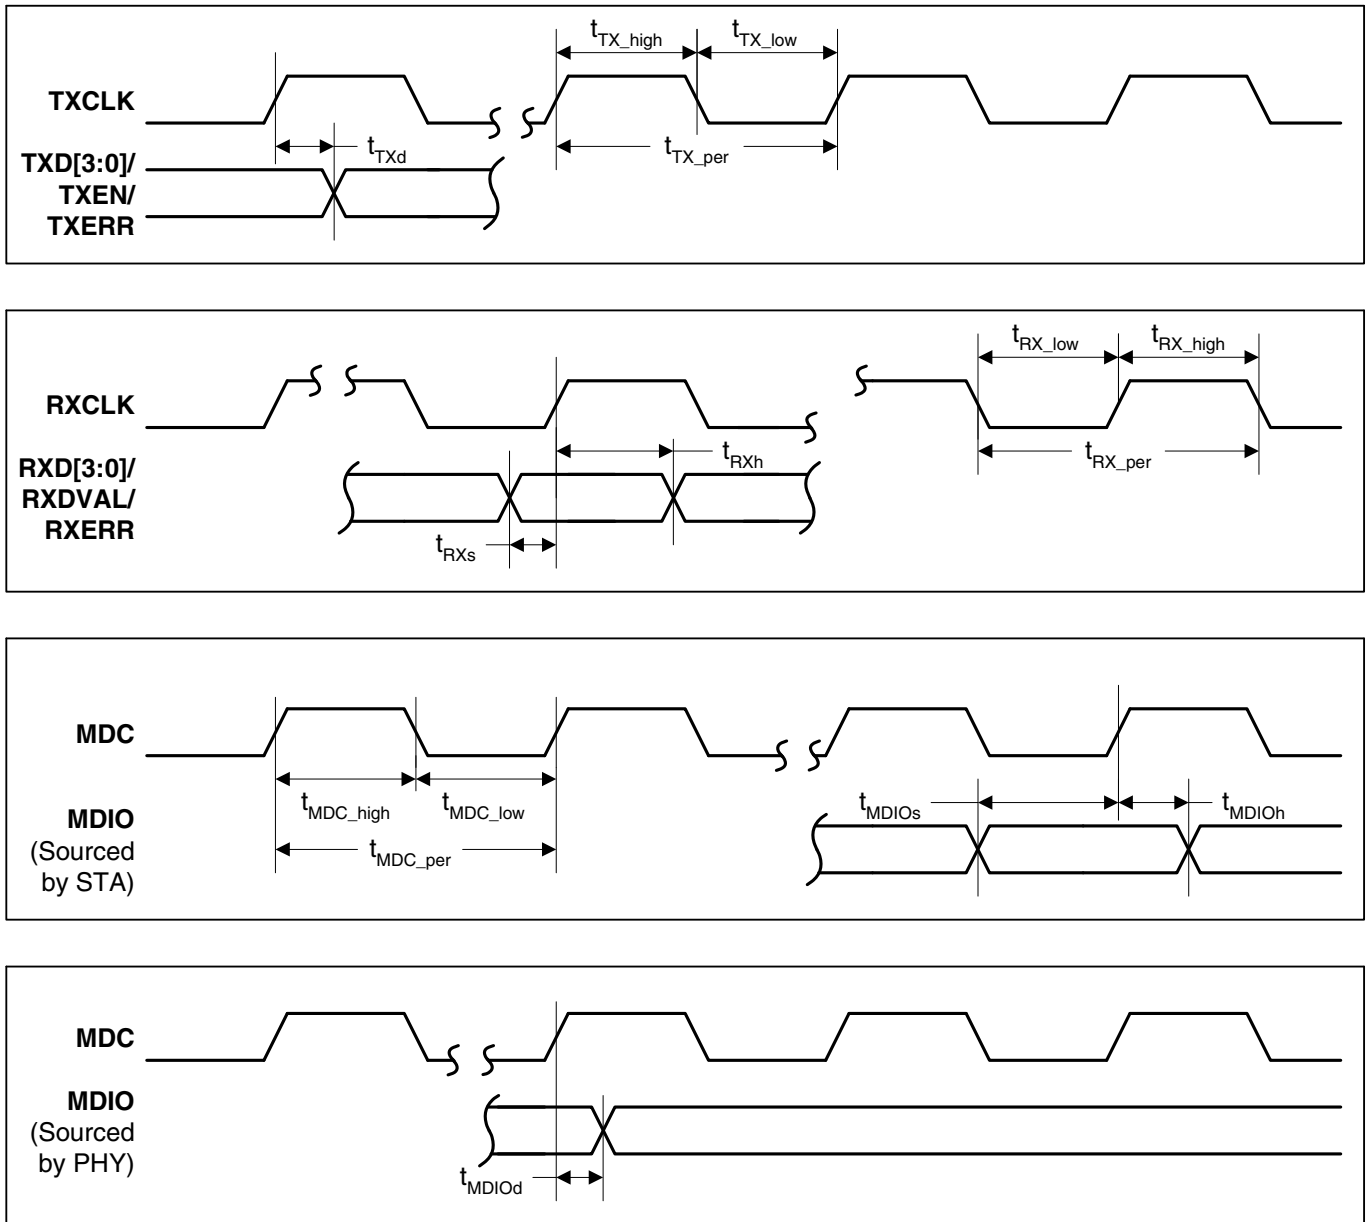 t_TX_high
t_TX_low
TXCLK
t_TXd
t_TX_per
TXD[3:0]/
TXEN/
TXERR
t_RX_low
t_RX_high
RXCLK
t_RXh
t_RX_per
RXD[3:0]/
RXDVAL/
RXERR
t_RXs
MDC
t_MDC_high
t_MDC_low
t_MDIOs
t_MDIOh
MDIO
(Sourced
by STA)
t_MDC_per
MDC
MDIO
(Sourced
by PHY)
t_MDIOd